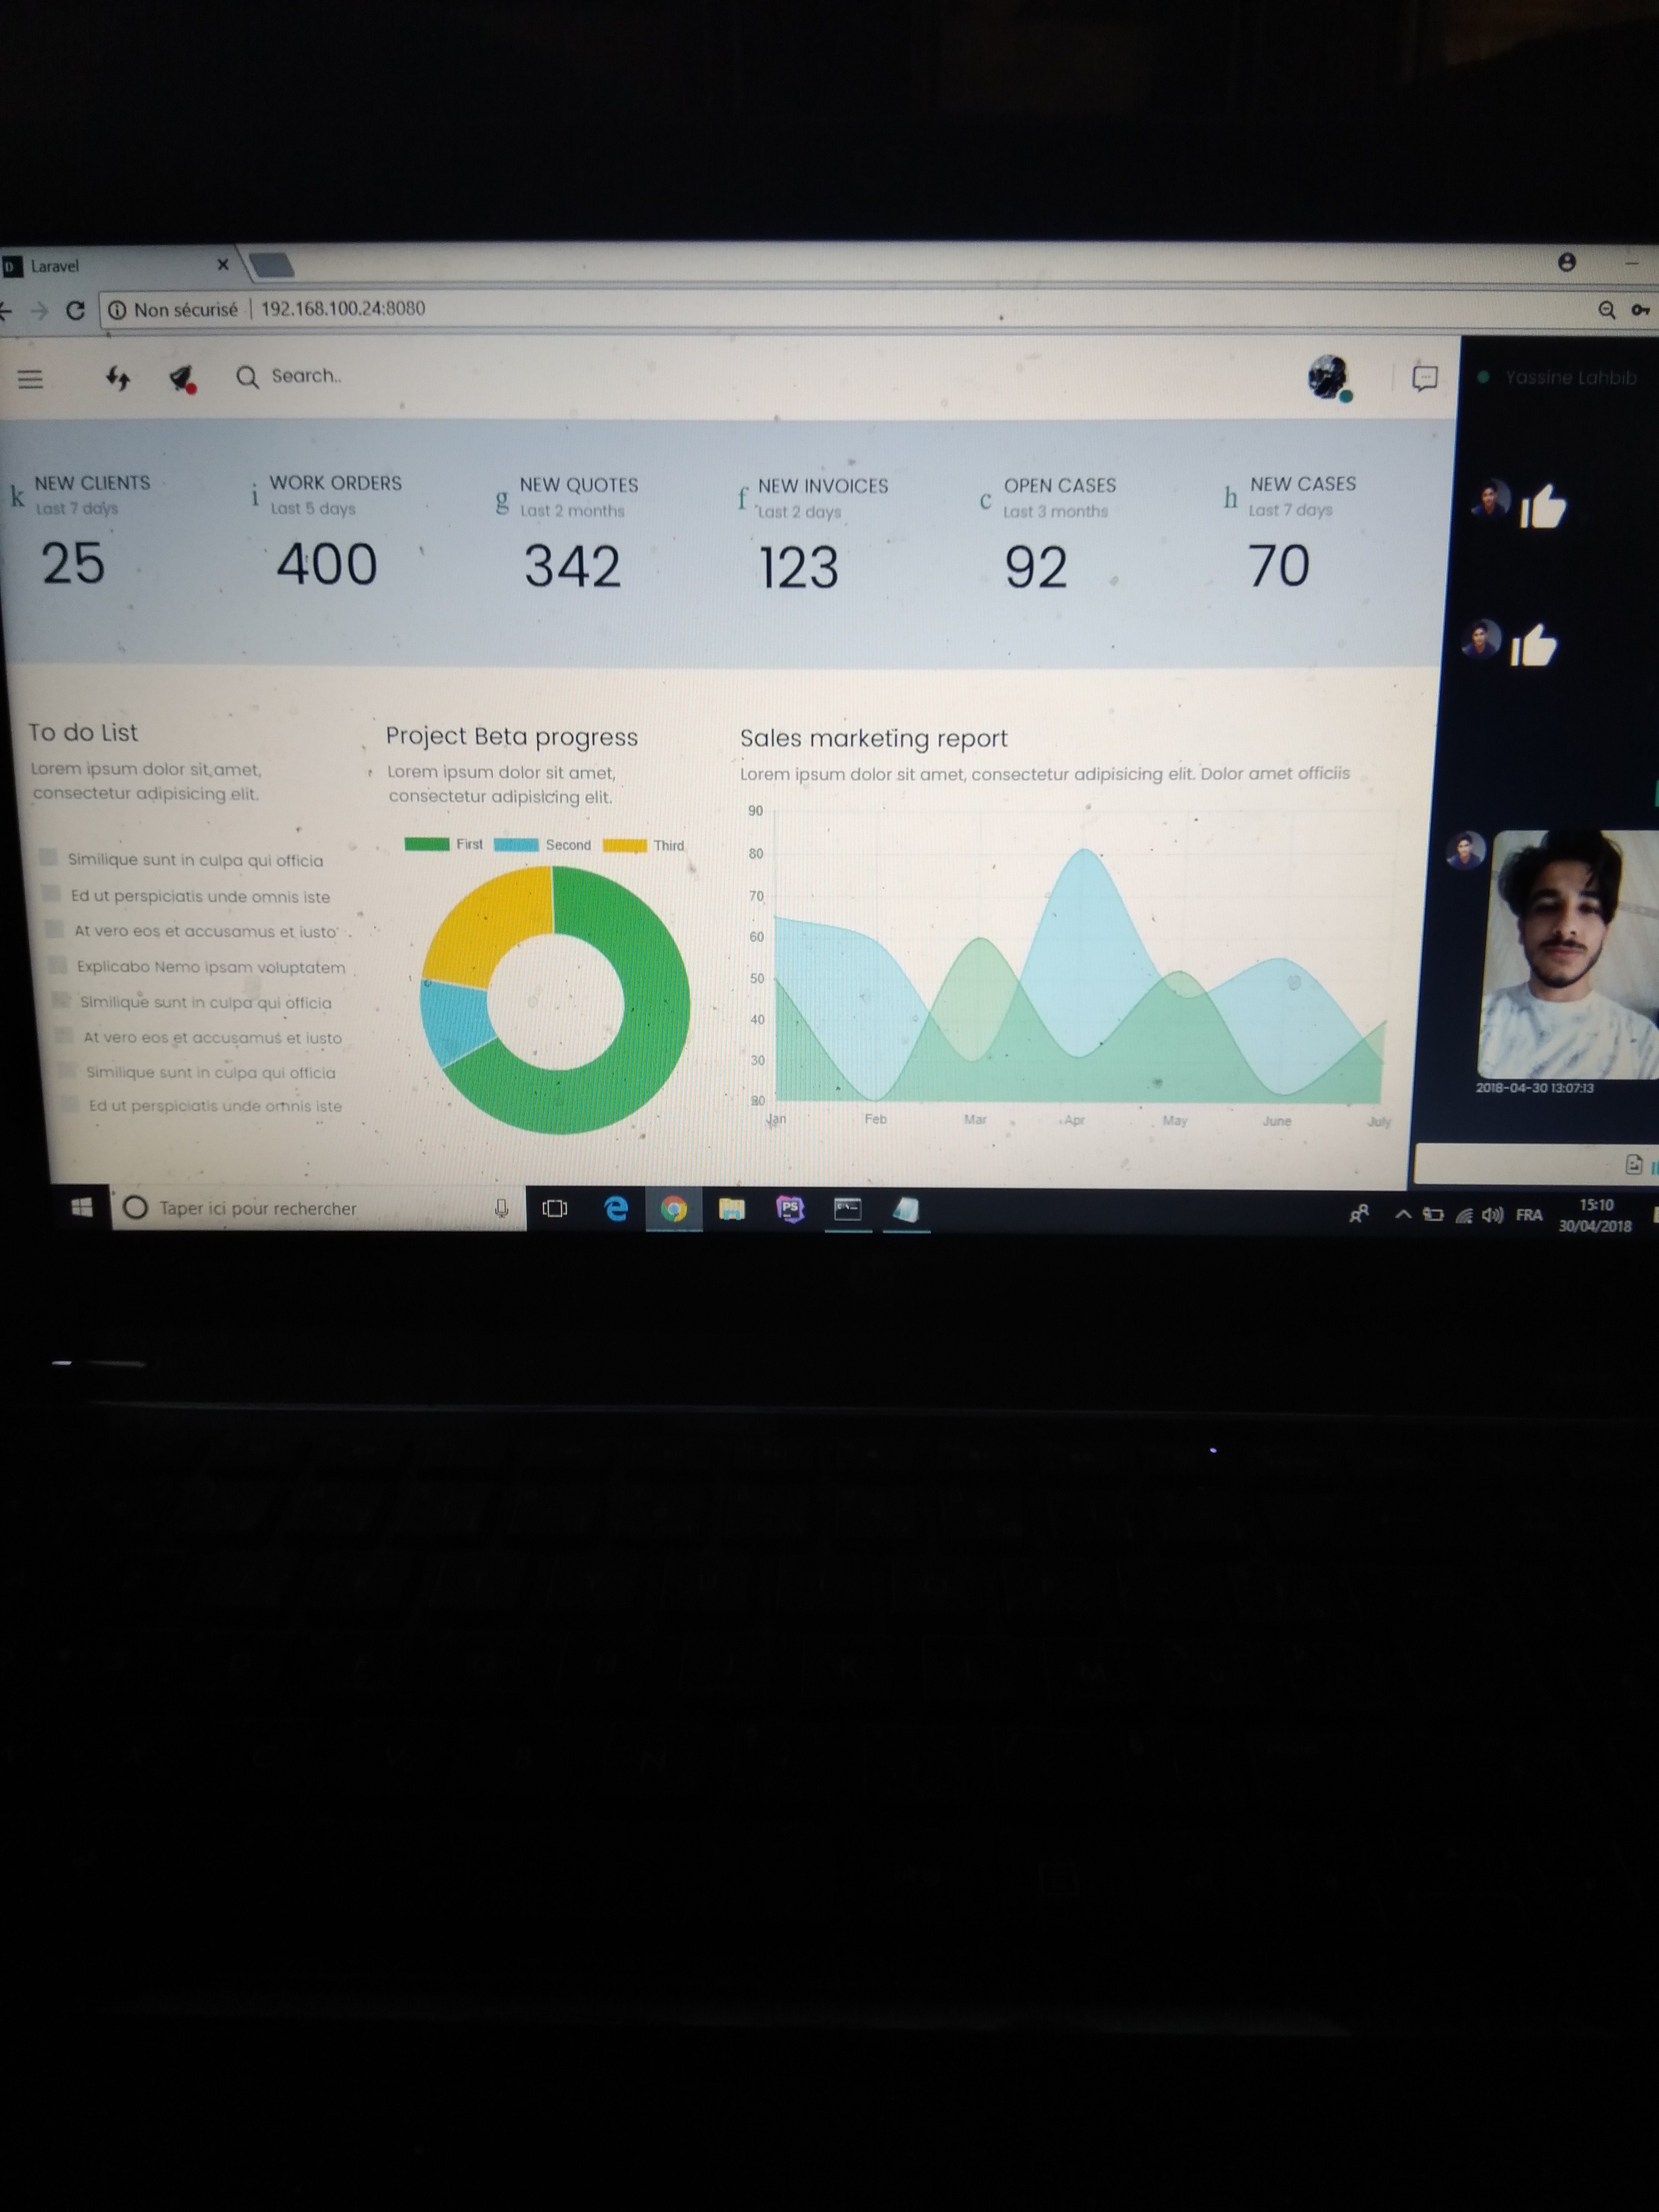 Laravel
Non sécurisé 192.168.100.24:8080
Search..
Yassine Lahbib
k NEW CLIENTS
Last 7 days
25
i WORK ORDERS
Last 5 days
400
g NEW QUOTES
Last 2 months
342
f NEW INVOICES
Last 2 days
123
c OPEN CASES
Last 3 months
92
h NEW CASES
Last 7 days
70
To do List
Lorem ipsum dolor sit amet,
consectetur adipisicing elit.
Similique sunt in culpa qui officia
Ed ut perspiciatis unde omnis iste
At vero eos et accusamus et iusto
Explicabo Nemo ipsam voluptatem
Similique sunt in culpa qui officia
At vero eos et accusamus et iusto
Similique sunt in culpa qui officia
Ed ut perspiciatis unde omnis iste
Project Beta progress
Lorem ipsum dolor sit amet,
consectetur adipisicing elit.
First Second Third
Sales marketing report
Lorem ipsum dolor sit amet, consectetur adipisicing elit. Dolor amet officiis
90
80
70
60
50
40
30
20
Jan Feb Mar Apr May June July
2018-04-30 13:07:13
Taper ici pour rechercher
PS
FRA
15:10
30/04/2018